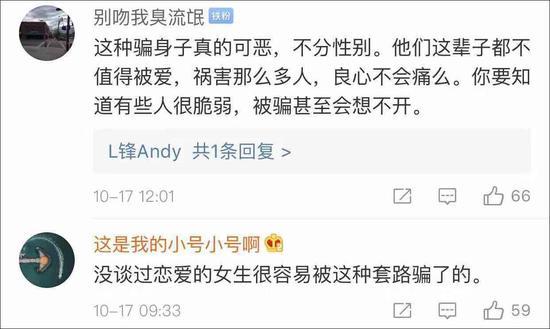 别吻我臭流氓 铁粉
这种骗身子真的可恶，不分性别。他们这辈子都不
值得被爱，祸害那么多人，良心不会痛么。你要知
道有些人很脆弱，被骗甚至会想不开。
L锋Andy 共1条回复 >
10-17 12:01 66
这是我的小号小号啊
没谈过恋爱的女生很容易被这种套路骗了的。
10-17 09:33 59